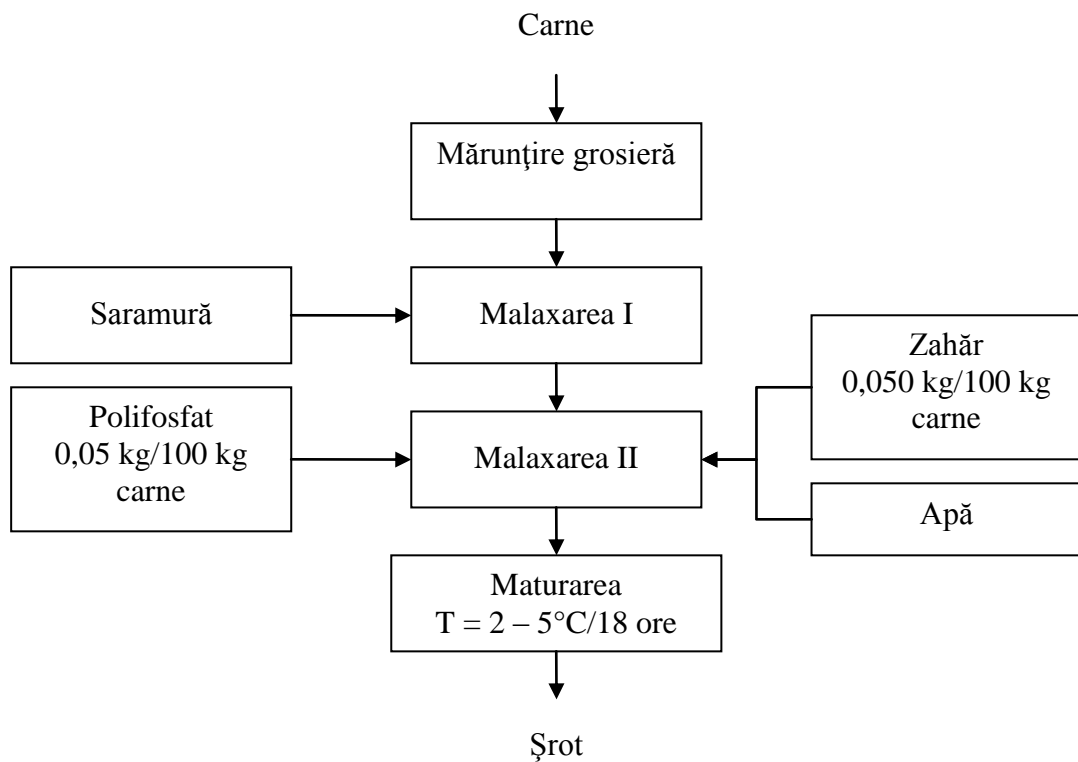 Carne
Mărunţire grosieră
Saramură
Malaxarea I
Zahăr
0,050 kg/100 kg
carne
Polifosfat
0,05 kg/100 kg
carne
Malaxarea II
Apă
Maturarea
T = 2 – 5°C/18 ore
Şrot